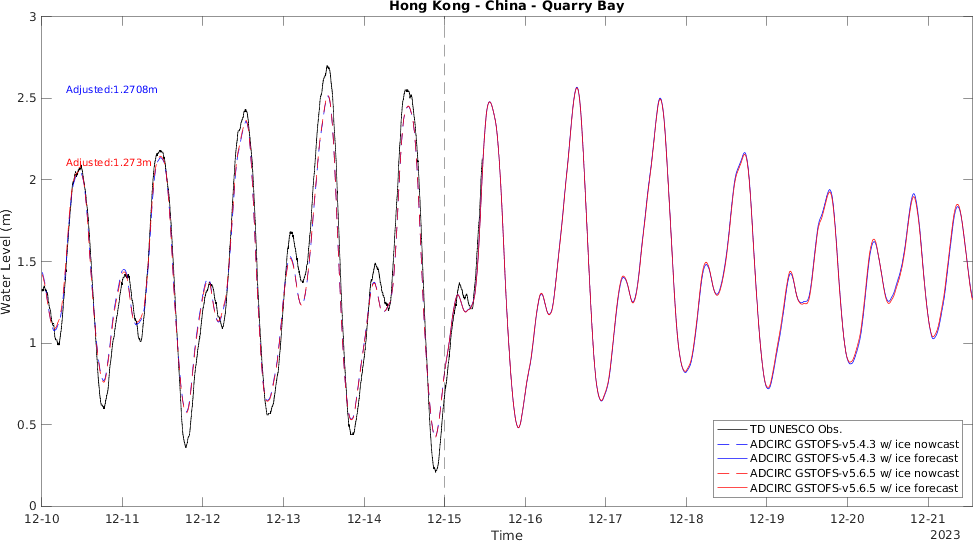 Hong Kong - China - Quarry Bay
3
2.5
2
1.5
1
0.5
0
Water Level (m)
Adjusted:1.2708m
Adjusted:1.273m
TD UNESCO Obs.
ADCIRC GSTOFS-v5.4.3 w/ ice nowcast
ADCIRC GSTOFS-v5.4.3 w/ ice forecast
ADCIRC GSTOFS-v5.6.5 w/ ice nowcast
ADCIRC GSTOFS-v5.6.5 w/ ice forecast
12-10 12-11 12-12 12-13 12-14 12-15 12-16 12-17 12-18 12-19 12-20 12-21
Time
2023